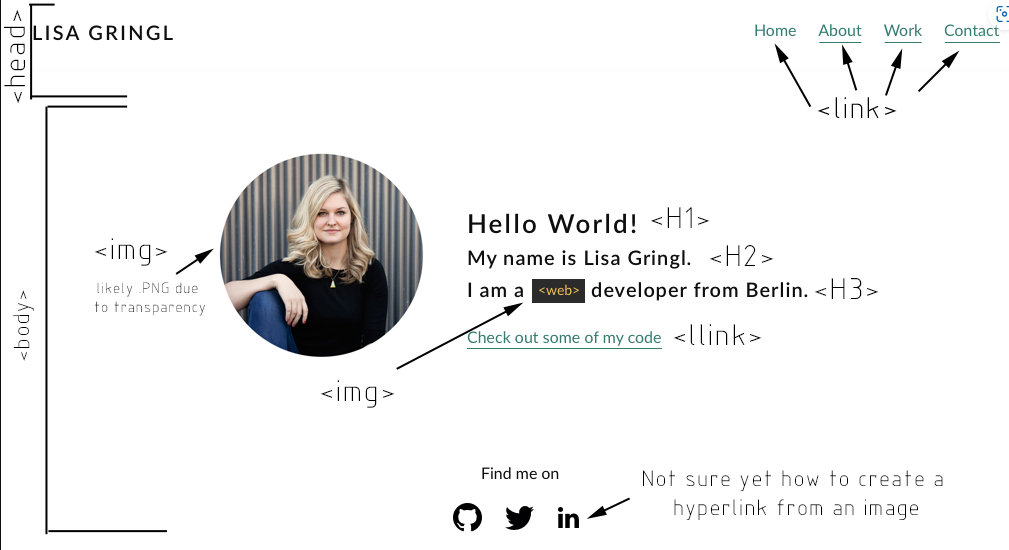 <head>
LISA GRINGL
Home About Work Contact
<link>
<body>
<img>
likely .PNG due
to transparency
Hello World! <H1>
My name is Lisa Gringl. <H2>
I am a <web> developer from Berlin. <H3>
Check out some of my code <llink>
<img>
Find me on
in
Not sure yet how to create a
hyperlink from an image